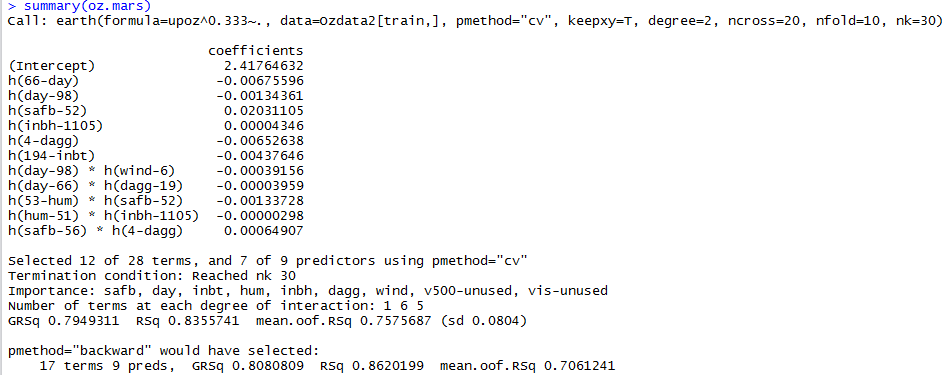 > summary(oz.mars)
Call: earth(formula=upoz^0.333~., data=Ozdata2[train,], pmethod="cv", keepxy=T, degree=2, ncross=20, nfold=10, nk=30)
coefficients
(Intercept) 2.41764632
h(66-day) -0.00675596
h(day-98) -0.00134361
h(safb-52) 0.02031105
h(inbh-1105) 0.00004346
h(4-dagg) -0.00652638
h(194-inbt) -0.00437646
h(day-98) * h(wind-6) -0.00039156
h(day-66) * h(dagg-19) -0.00003959
h(53-hum) * h(safb-52) -0.00133728
h(hum-51) * h(inbh-1105) -0.00000298
h(safb-56) * h(4-dagg) 0.00064907
Selected 12 of 28 terms, and 7 of 9 predictors using pmethod="cv"
Termination condition: Reached nk 30
Importance: safb, day, inbt, hum, inbh, dagg, wind, v500-unused, vis-unused
Number of terms at each degree of interaction: 1 6 5
GRSq 0.7949311 RSq 0.8355741 mean.oof.RSq 0.7575687 (sd 0.0804)
pmethod="backward" would have selected:
17 terms 9 preds, GRSq 0.8080809 RSq 0.8620199 mean.oof.RSq 0.7061241